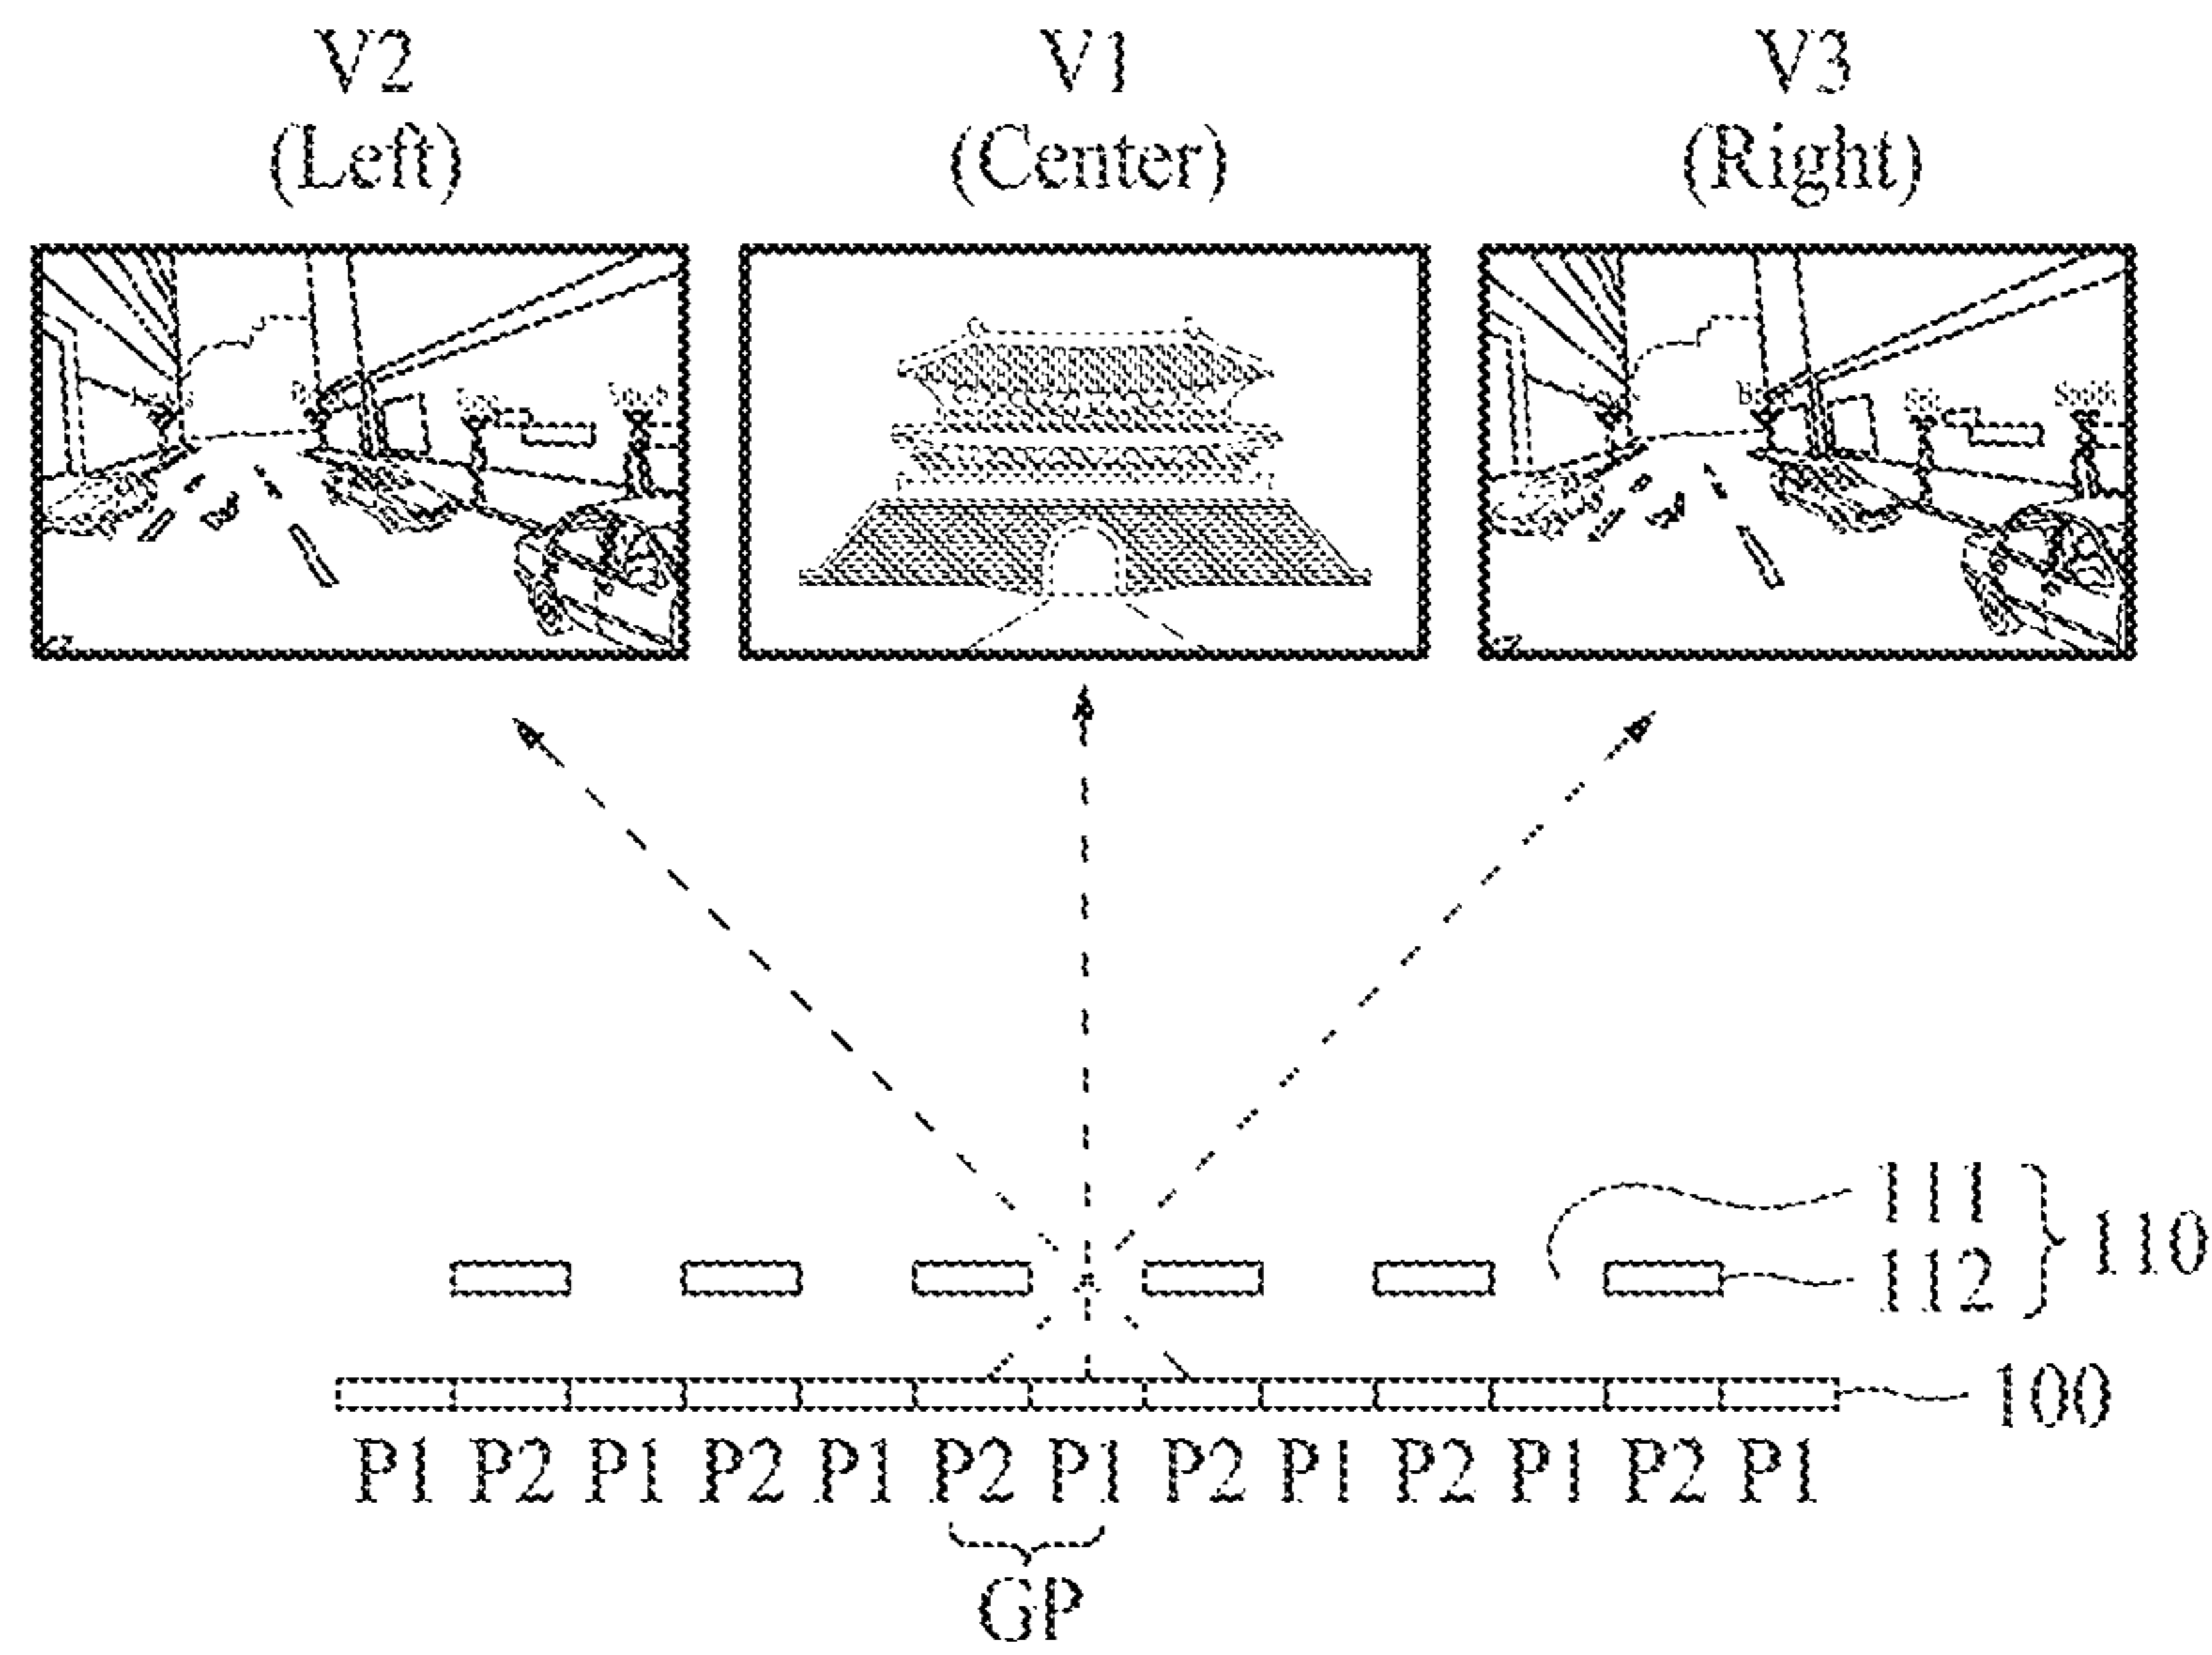 V2 V1 V3
(Left) (Center) (Right)
111
112
110
100
P1 P2 P1 P2 P1 P2 P1 P2 P1 P2 P1 P2 P1
GP